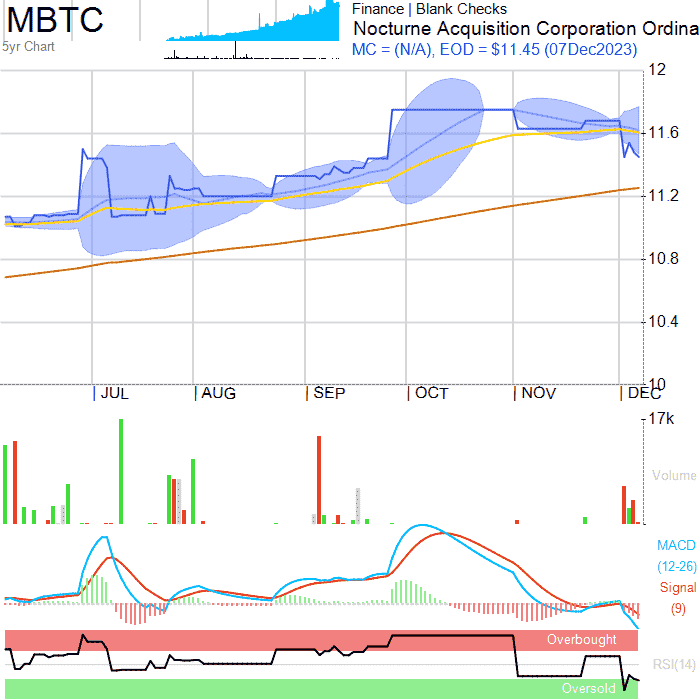 MBTC
5yr Chart
Finance | Blank Checks
Nocturne Acquisition Corporation Ordina
MC = (N/A), EOD = $11.45 (07Dec2023)
12
11.6
11.2
10.8
10.4
10
JUL AUG SEP OCT NOV DEC
17k
Volume
MACD
(12-26)
Signal
(9)
Overbought
RSI(14)
Oversold